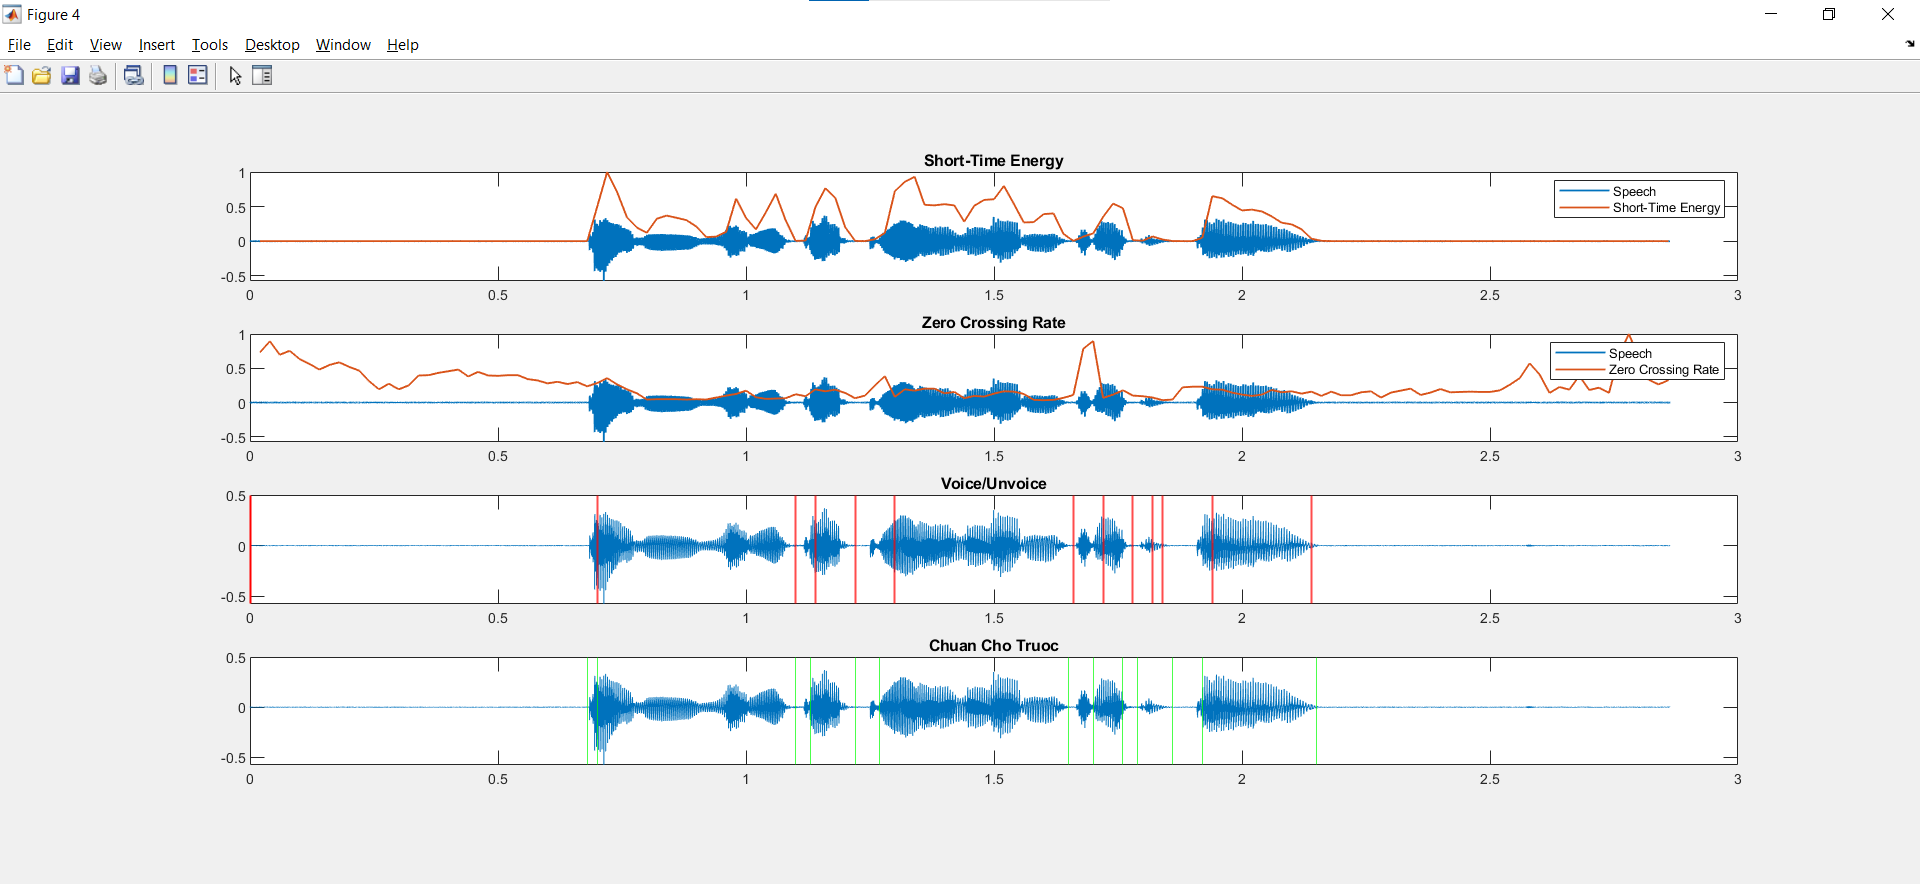 Figure 4
File Edit View Insert Tools Desktop Window Help
Short-Time Energy
1
0.5
0
-0.5
Speech
Short-Time Energy
0 0.5 1 1.5 2 2.5 3
Zero Crossing Rate
1
0.5
0
-0.5
Speech
Zero Crossing Rate
0 0.5 1 1.5 2 2.5 3
Voice/Unvoice
0.5
0
-0.5
0 0.5 1 1.5 2 2.5 3
Chuan Cho Truoc
0.5
0
-0.5
0 0.5 1 1.5 2 2.5 3